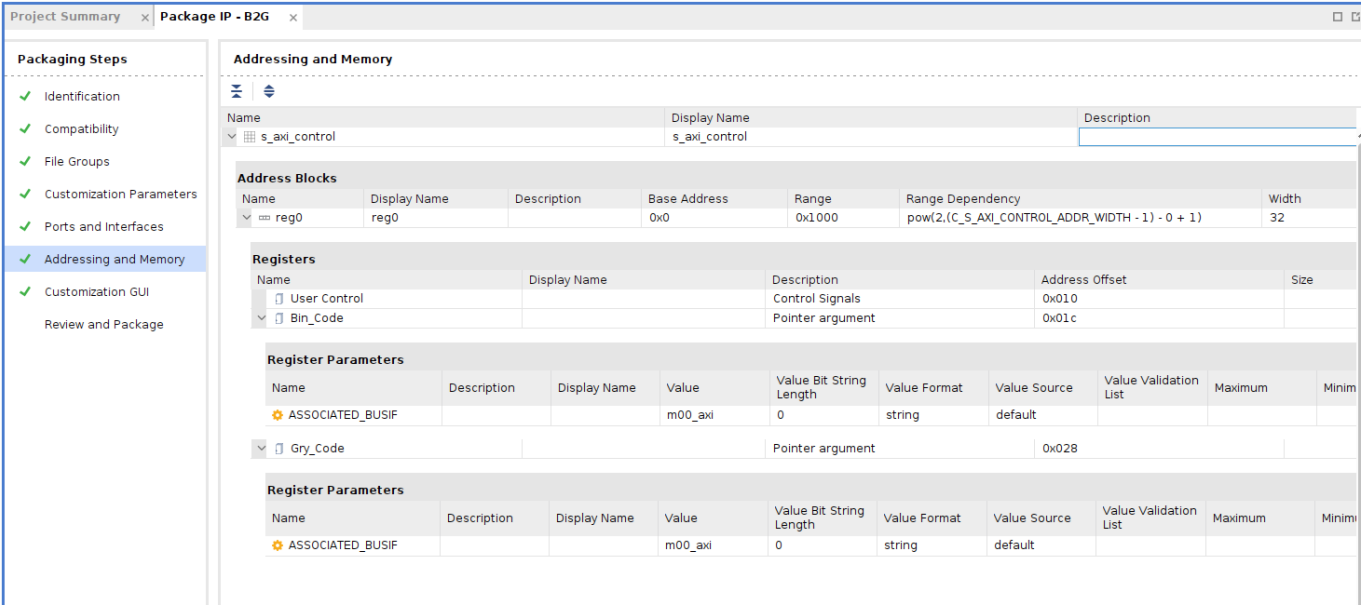 Project Summary × Package IP - B2G ×
Packaging Steps
Identification
Compatibility
File Groups
Customization Parameters
Ports and Interfaces
Addressing and Memory
Customization GUI
Review and Package
Addressing and Memory
Name Display Name Description
s_axi_control s_axi_control
Address Blocks
Name Display Name Description Base Address Range Range Dependency Width
reg0 reg0 0x0 0x1000 pow(2,(C_S_AXI_CONTROL_ADDR_WIDTH - 1) - 0 + 1) 32
Registers
Name Display Name Description Address Offset Size
User Control Control Signals 0x010
Bin_Code Pointer argument 0x01c
Register Parameters
Name Description Display Name Value Value Bit String Length Value Format Value Source Value Validation List Maximum Minim
ASSOCIATED_BUSIF m00_axi 0 string default
Gry_Code Pointer argument 0x028
Register Parameters
Name Description Display Name Value Value Bit String Length Value Format Value Source Value Validation List Maximum Minim
ASSOCIATED_BUSIF m00_axi 0 string default